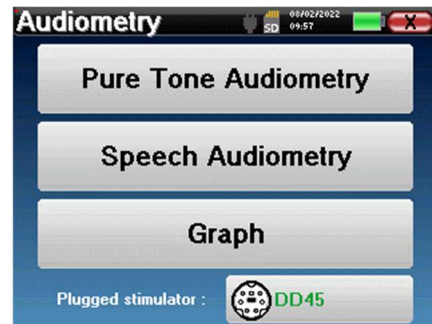 Audiometry
SD
08/02/2022
09:57
X
Pure Tone Audiometry
Speech Audiometry
Graph
Plugged stimulator :
DD45